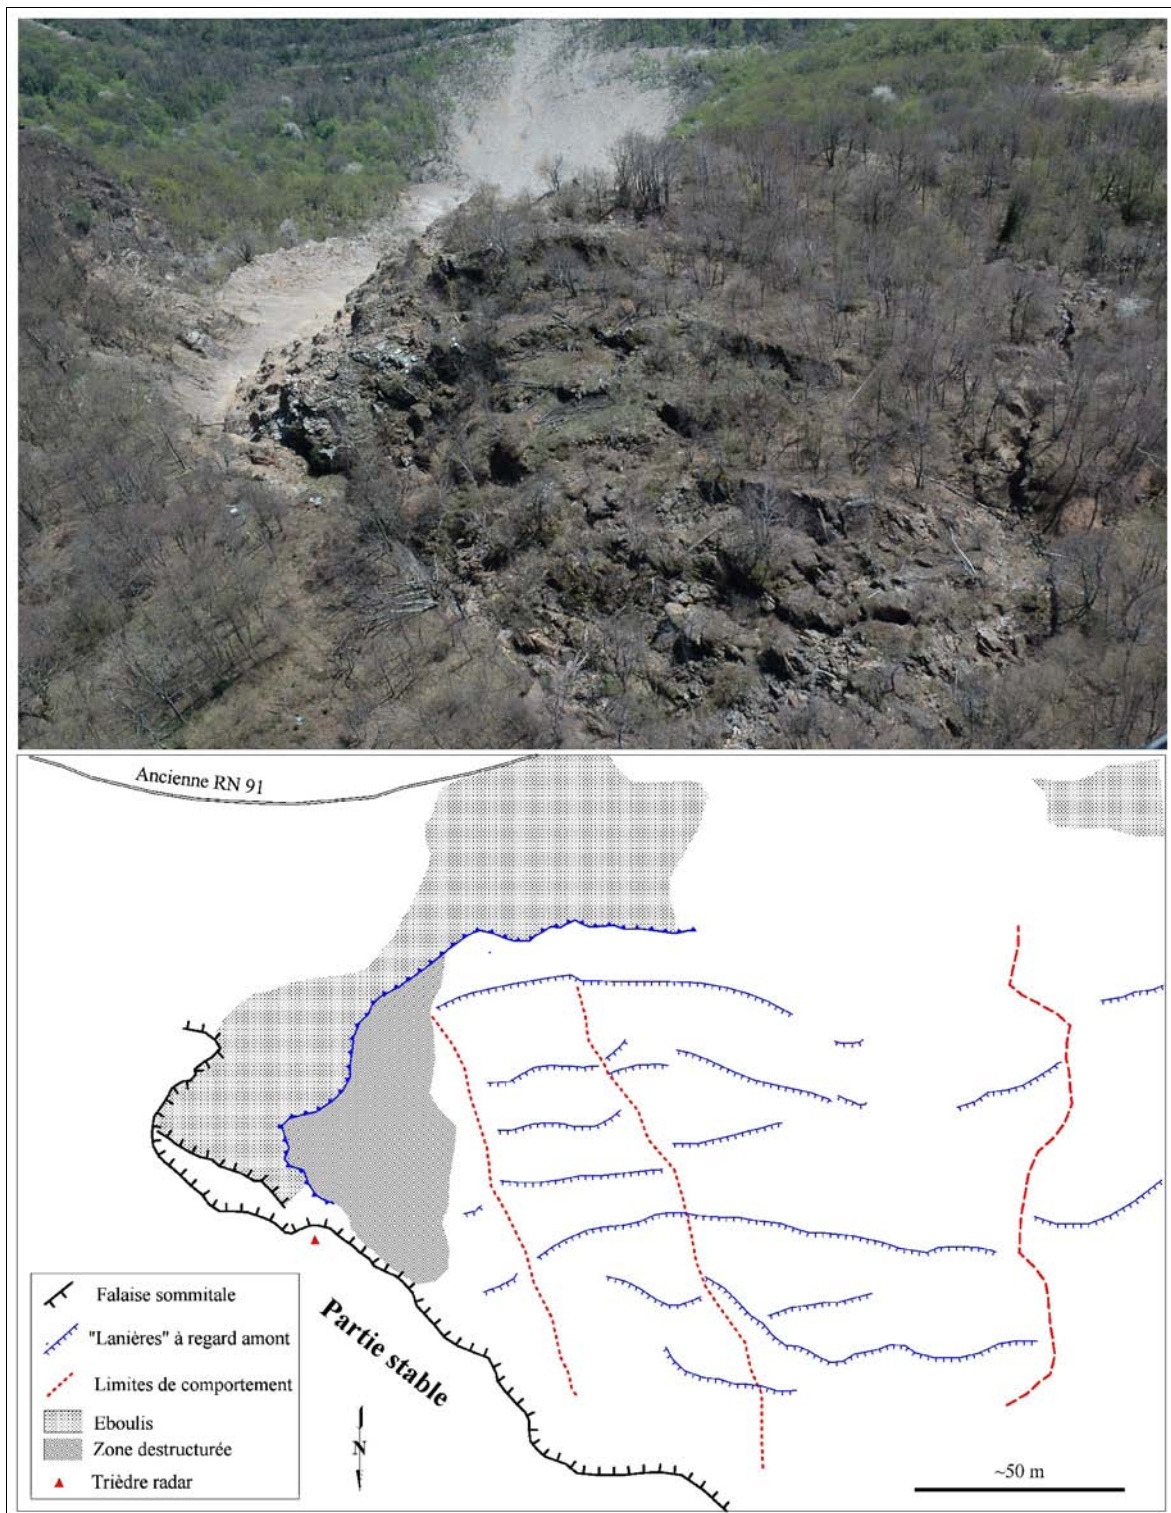 Ancienne RN 91
Partie stable
Falaise sommitale
"Lanières" à regard amont
Limites de comportement
Eboulis
Zone destructurée
Trièdre radar
N
~50 m